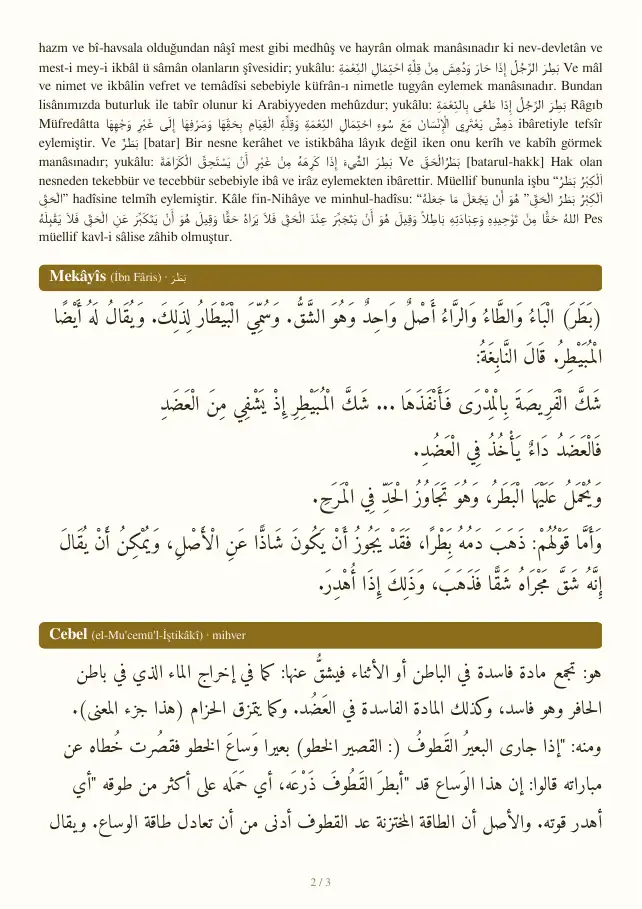 hazm ve bî-havsala olduğundan nâşî mest gibi medhûş ve hayrân olmak manâsınadır ki nev-devletân ve
mest-i mey-i ikbâl ü sâmân olanların şîvesidir; yukâlu: بَطِرَ الرَّجُلُ إِذَا حَارَ وَدُهِشَ مِنْ قِلَّةِ احْتِمَالِ النِّعْمَةِ Ve mâl
ve nimet ve ikbâlin vefret ve temâdîsi sebebiyle küfrân-ı nimetle tugyân eylemek manâsınadır. Bundan
lisânımızda buturluk ile tabîr olunur ki Arabiyyeden mehûzdur; yukâlu: بَطِرَ الرَّجُلُ إِذَا طَغَى بِالنِّعْمَةِ Râgıb
Müfredâtta دَهِشٌ يَعْتَرِى الْإِنْسَانَ مَعَ سُوءِ احْتِمَالِ النِّعْمَةِ وَقِلَّةِ الْقِيَامِ بِحَقِّهَا وَصَرْفِهَا إِلَى غَيْرِ وَجْهِهَا ibâretiyle tefsîr
eylemiştir. Ve بَطَرٌ [batar] Bir nesne kerâhet ve istikbâha lâyık değil iken onu kerîh ve kabîh görmek
manâsınadır; yukâlu: بَطِرَ الشَّيءَ إِذَا كَرِهَهُ مِنْ غَيْرِ أَنْ يَسْتَحِقَّ الْكَرَاهَةَ Ve بَطَرُالْحَقِّ [batarul-hakk] Hak olan
nesneden tekebbür ve tecebbür sebebiyle ibâ ve irâz eylemekten ibârettir. Müellif bununla işbu “اَلْكِبْرُ بَطَرُ
الْحَقِّ” hadîsine telmîh eylemiştir. Kâle fin-Nihâye ve minhul-hadîsu: “اَلْكِبْرُ بَطَرُ الْحَقِّ” هُوَ أَنْ يَجْعَلَ مَا جَعَلَهُ
اللهُ حَقًّا مِنْ تَوْحِيدِهِ وَعِبَادَتِهِ بَاطِلاً وَقِيلَ هُوَ أَنْ يَتَجَبَّرَ عِنْدَ الْحَقِّ فَلاَ يَرَاهُ حَقًّا وَقِيلَ هُوَ أَنْ يَتَكَبَّرَ عَنِ الْحَقِّ فَلاَ يَقْبَلُهُ Pes
müellif kavl-i sâlise zâhib olmuştur.
Mekâyîs (İbn Fâris) · بَطَرَ
(بَطَرَ) الْبَاءُ وَالطَّاءُ وَالرَّاءُ أَصْلٌ وَاحِدٌ وَهُوَ الشَّقُّ. وَسُمِّيَ الْبَيْطَارُ لِذَلِكَ. وَيُقَالُ لَهُ أَيْضًا
الْمُبَيْطِرُ. قَالَ النَّابِغَةُ:
شَكَّ الْفَرِيصَةَ بِالْمِدْرَى فَأَنْفَذَهَا ... شَكَّ الْمُبَيْطِرِ إِذْ يَشْفِي مِنَ الْعَضَدِ
فَالْعَضَدُ دَاءٌ يَأْخُذُ فِي الْعَضُدِ.
وَيُحْمَلُ عَلَيْهَا الْبَطَرُ، وَهُوَ تَجَاوُزُ الْحَدِّ فِي الْمَرَحِ.
وَأَمَّا قَوْلُهُمْ: ذَهَبَ دَمُهُ بِطْرًا، فَقَدْ يَجُوزُ أَنْ يَكُونَ شَاذًّا عَنِ الْأَصْلِ، وَيُمْكِنُ أَنْ يُقَالَ
إِنَّهُ شَقَّ مَجْرَاهُ شَقًّا فَذَهَبَ، وَذَلِكَ إِذَا أُهْدِرَ.
Cebel (el-Mu'cemü'l-İştikâkî) · mihver
هو: تجمع مادة فاسدة في الباطن أو الأثناء فيشقُّ عنها: كما في إخراج الماء الذي في باطن
الحافر وهو فاسد، وكذلك المادة الفاسدة في العَضُد. وكما يتمزق الحزام (هذا جزء المعنى).
ومنه: "إذا جارى البعيرُ القَطوفُ (: القصير الخطو) بعيرا وَساعَ الخطو فقصُرت خُطاه عن
مباراته قالوا: إن هذا الوَساع قد "أبطرَ القَطُوفَ ذَرْعَه، أي حَمَله على أكثر من طوقه "أي
أهدر قوته. والأصل أن الطاقة المختزنة عد القطوف أدنى من أن تعادل طاقة الوساع. ويقال
2 / 3